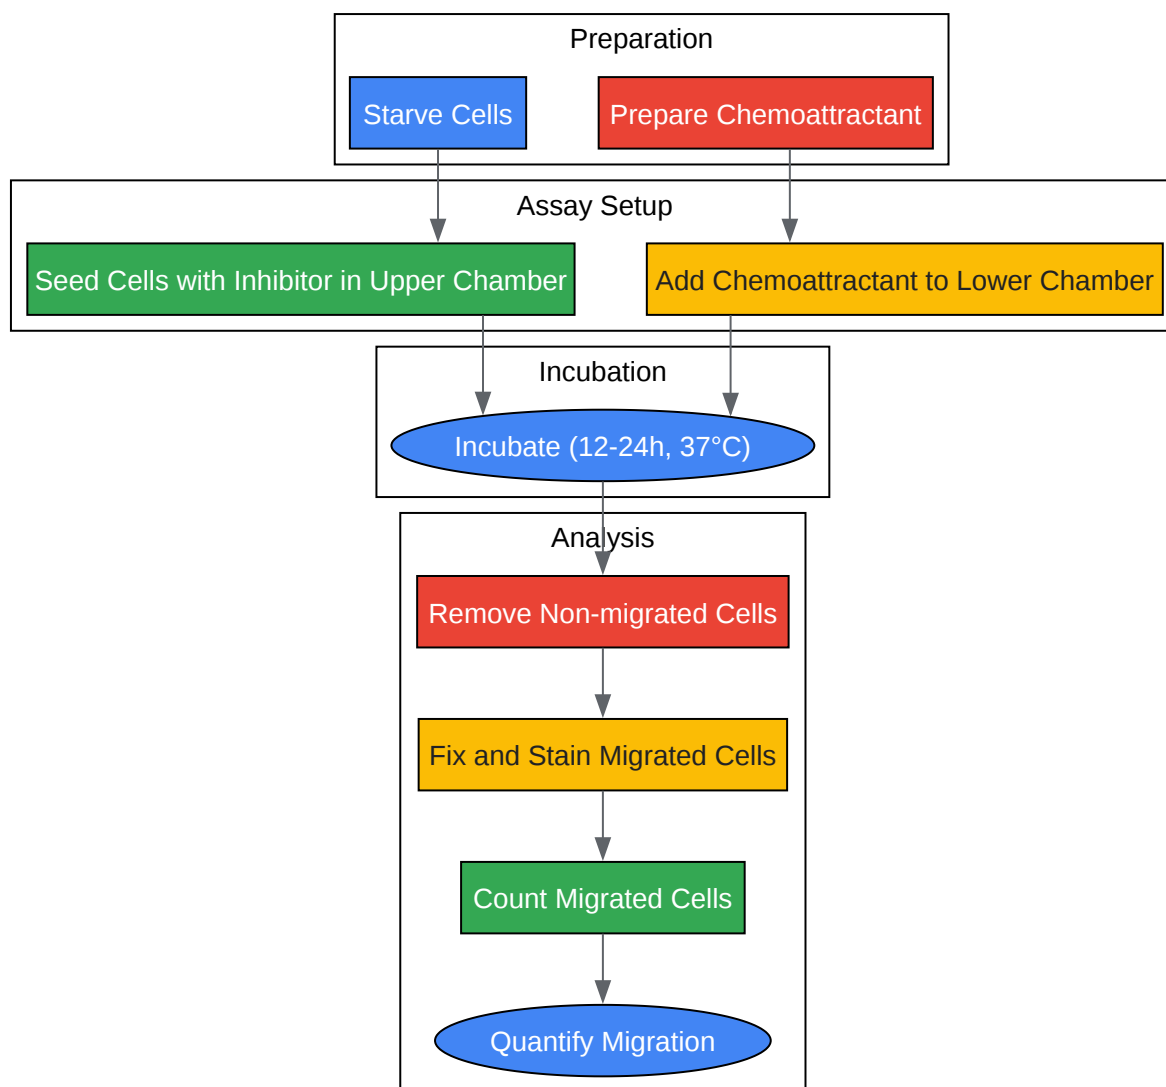 Preparation
Starve Cells
Prepare Chemoattractant
Assay Setup
Seed Cells with Inhibitor in Upper Chamber
Add Chemoattractant to Lower Chamber
Incubation
Incubate (12-24h, 37°C)
Analysis
Remove Non-migrated Cells
Fix and Stain Migrated Cells
Count Migrated Cells
Quantify Migration